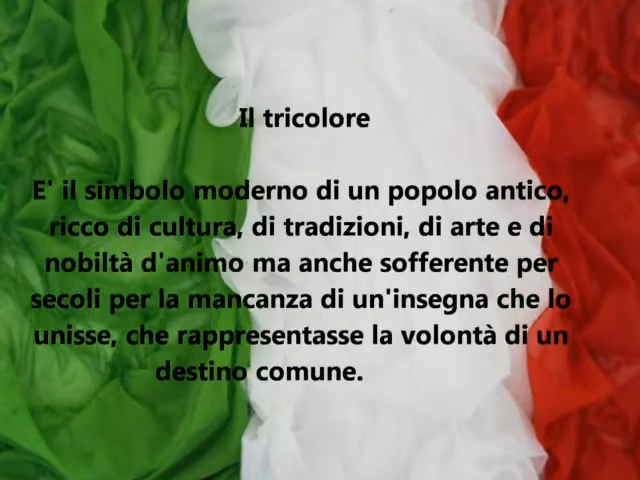 Il tricolore
E' il simbolo moderno di un popolo antico,
ricco di cultura, di tradizioni, di arte e di
nobiltà d'animo ma anche sofferente per
secoli per la mancanza di un'insegna che lo
unisse, che rappresentasse la volontà di un
destino comune.